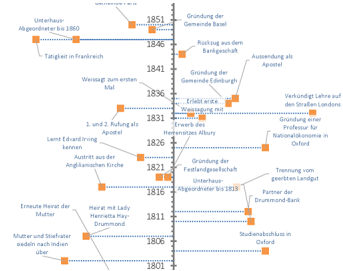 Gemeinde Paris
1851
Gründung der
Gemeinde Basel
Unterhaus-
Abgeordneter bis 1860
1846
Rückzug aus dem
Bankgeschäft
Tätigkeit in Frankreich
1841
Aussendung als
Apostel
Gründung der
Gemeinde Edinburgh
Weissagt zum ersten
Mal
1836
Verkündigt Lehre auf
den Straßen Londons
Erlebt erste
Weissagung mit
1831
1. und 2. Rufung als
Apostel
Erwerb des
Herrensitzes Albury
Gründung einer
Professur für
Nationalökonomie in
Oxford
Lernt Edvard Irving
kennen
1826
Austritt aus der
Anglikanischen Kirche
1821
Gründung der
Festlandgesellschaft
Trennung vom
geerbten Landgut
Unterhaus-
Abgeordneter bis 1813
1816
Partner der
Drummond-Bank
Erneute Heirat der
Mutter
Heirat mit Lady
Henrietta Hay-
Drummond
1811
Mutter und Stiefvater
siedeln nach Indien
über
1806
Studienabschluss in
Oxford
1801